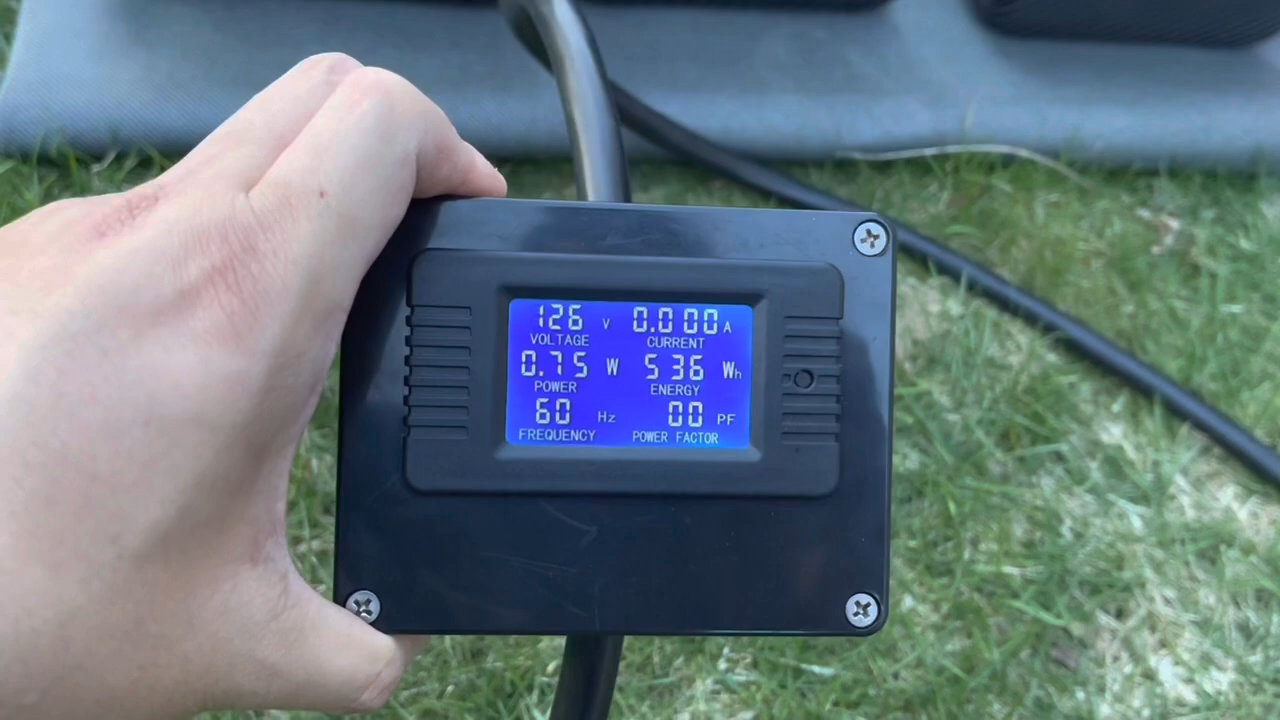 126 V 0.000 A
VOLTAGE CURRENT
0.75 W 536 Wh
POWER ENERGY
60 Hz 00 PF
FREQUENCY POWER FACTOR